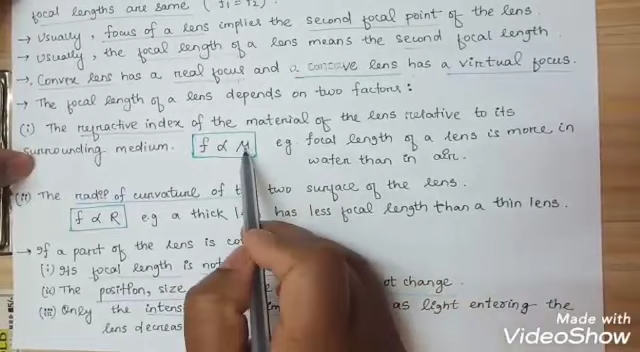 focal lengths are same (f₁ = f₂).
→ Usually, focus of a lens implies the second focal point of the lens.
→ Usually, the focal length of a lens means the second focal length.
→ Convex lens has a real focus and a concave lens has a virtual focus.
→ The focal length of a lens depends on two factors:
(i) The refractive index of the material of the lens relative to its
surrounding medium. f ∝ μ eg. focal length of a lens is more in
water than in air.
(ii) The radii of curvature of two surface of the lens.
f ∝ R e.g a thick has less focal length than a thin lens.
→ If a part of the lens is
(i) Its focal length is not
(ii) The position, size not change.
(iii) Only the as light entering the
lens
Made with
VideoShow